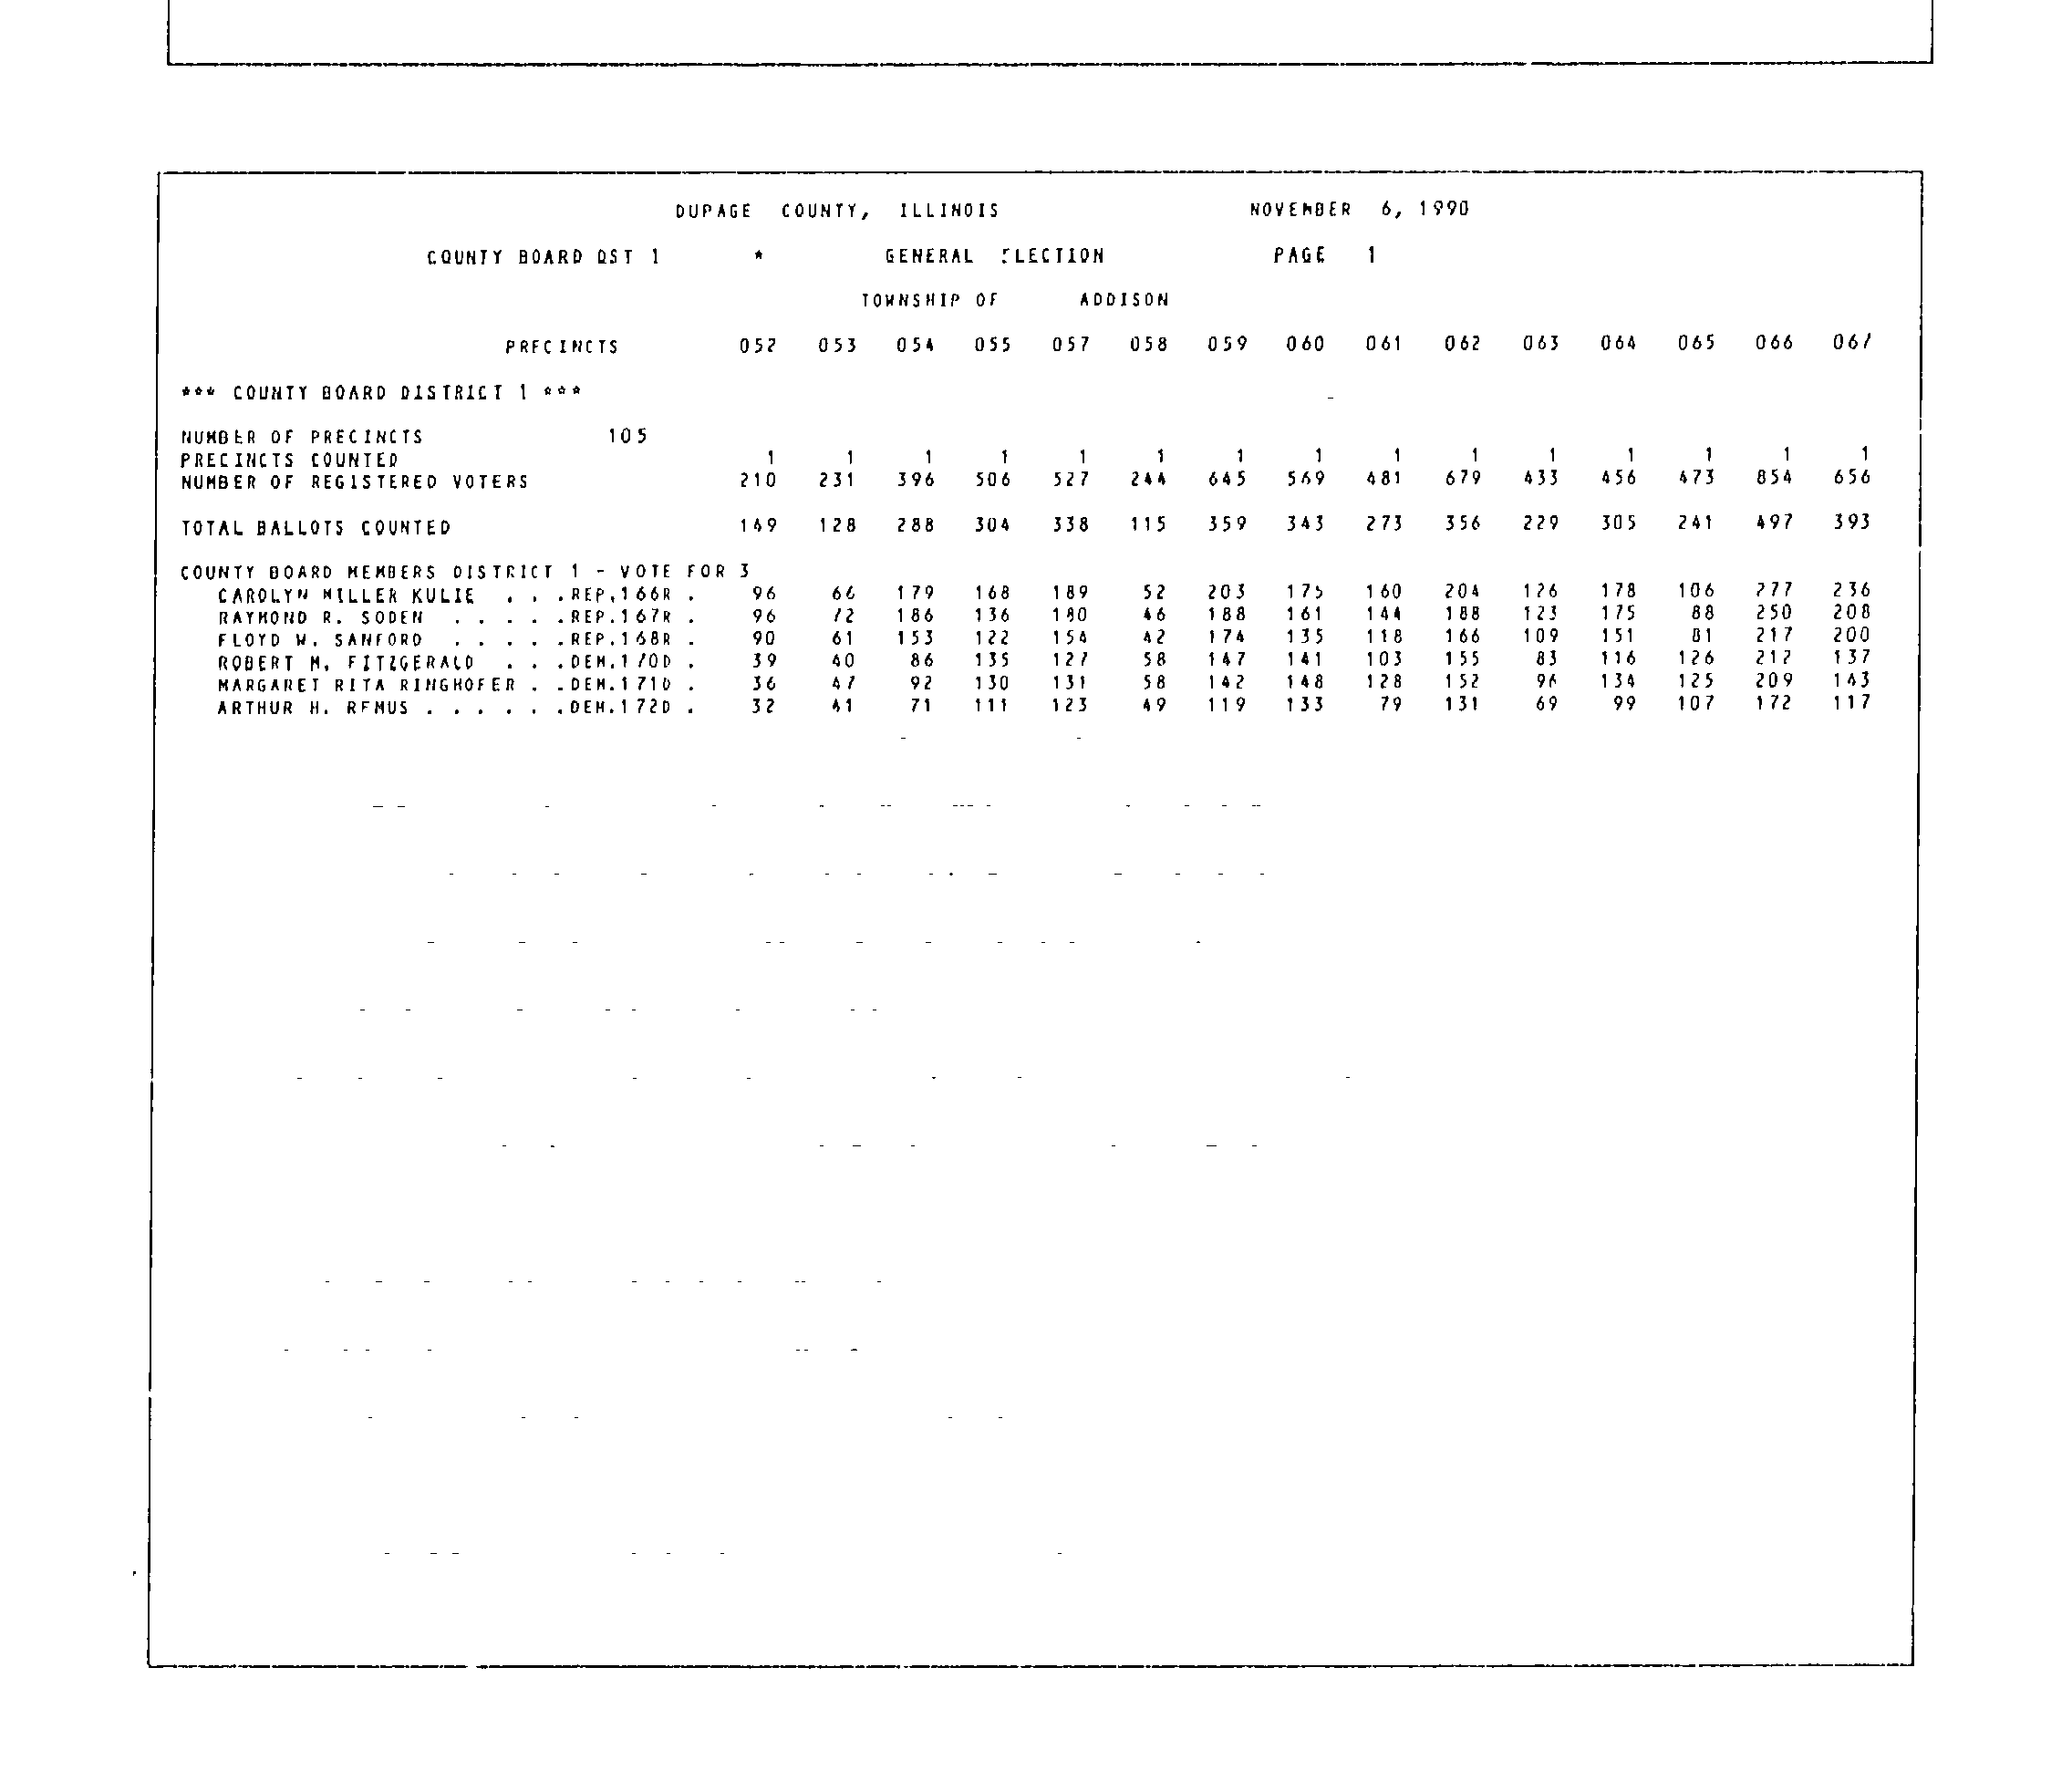 DUPAGE COUNTY, ILLINOIS NOVEMBER 6, 1990
COUNTY BOARD DST 1 * GENERAL ELECTION PAGE 1
TOWNSHIP OF ADDISON
PRECINCTS 052 053 054 055 057 058 059 060 061 062 063 064 065 066 067
*** COUNTY BOARD DISTRICT 1 ***
NUMBER OF PRECINCTS 105
PRECINCTS COUNTED 1 1 1 1 1 1 1 1 1 1 1 1 1 1 1
NUMBER OF REGISTERED VOTERS 210 231 396 506 527 244 645 569 481 679 433 456 473 854 656
TOTAL BALLOTS COUNTED 149 128 288 304 338 115 359 343 273 356 229 305 241 497 393
COUNTY BOARD MEMBERS DISTRICT 1 - VOTE FOR 3
CAROLYN MILLER KULIE . . .REP.166R . 96 66 179 168 189 52 203 175 160 204 126 178 106 277 236
RAYMOND R. SODEN . . . . .REP.167R . 96 72 186 136 180 46 188 161 144 188 123 175 88 250 208
FLOYD W. SANFORD . . . . .REP.168R . 90 61 153 122 154 42 174 135 118 166 109 151 81 217 200
ROBERT M. FITZGERALD . . .DEM.170D . 39 40 86 135 127 58 147 141 103 155 83 116 126 212 137
MARGARET RITA RINGHOFER . .DEM.171D . 36 47 92 130 131 58 142 148 128 152 96 134 125 209 143
ARTHUR H. REMUS . . . . . .DEM.172D . 32 41 71 111 123 49 119 133 79 131 69 99 107 172 117